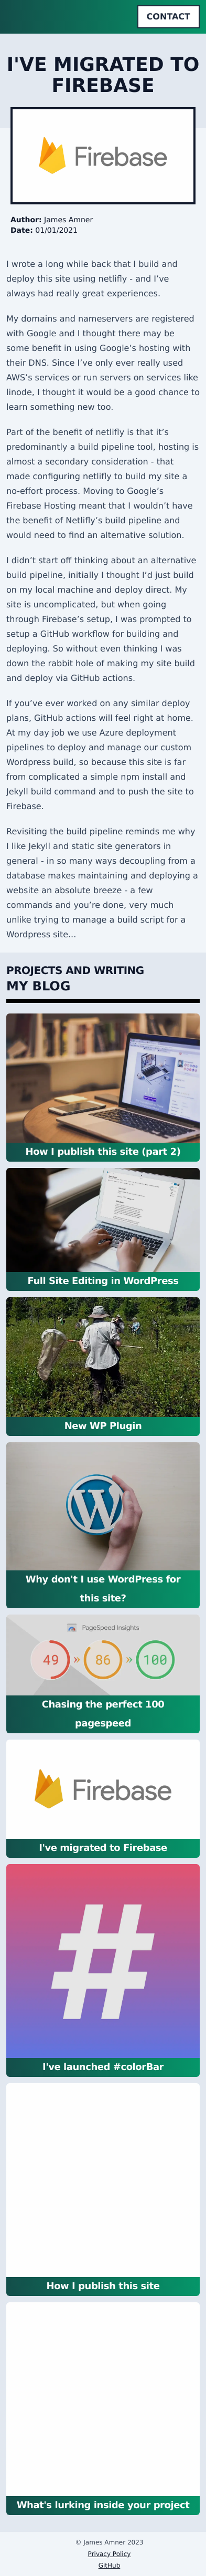 CONTACT
I'VE MIGRATED TO
FIREBASE
Firebase
Author: James Amner
Date: 01/01/2021
I wrote a long while back that I build and
deploy this site using netlifly - and I've
always had really great experiences.
My domains and nameservers are registered
with Google and I thought there may be
some benefit in using Google's hosting with
their DNS. Since I've only ever really used
AWS's services or run servers on services like
linode, I thought it would be a good chance to
learn something new too.
Part of the benefit of netlifly is that it's
predominantly a build pipeline tool, hosting is
almost a secondary consideration - that
made configuring netlifly to build my site a
no-effort process. Moving to Google's
Firebase Hosting meant that I wouldn't have
the benefit of Netlifly's build pipeline and
would need to find an alternative solution.
I didn't start off thinking about an alternative
build pipeline, initially I thought I'd just build
on my local machine and deploy direct. My
site is uncomplicated, but when going
through Firebase's setup, I was prompted to
setup a GitHub workflow for building and
deploying. So without even thinking I was
down the rabbit hole of making my site build
and deploy via GitHub actions.
If you've ever worked on any similar deploy
plans, GitHub actions will feel right at home.
At my day job we use Azure deployment
pipelines to deploy and manage our custom
Wordpress build, so because this site is far
from complicated a simple npm install and
Jekyll build command and to push the site to
Firebase.
Revisiting the build pipeline reminds me why
I like Jekyll and static site generators in
general - in so many ways decoupling from a
database makes maintaining and deploying a
website an absolute breeze - a few
commands and you're done, very much
unlike trying to manage a build script for a
Wordpress site...
PROJECTS AND WRITING
MY BLOG
How I publish this site (part 2)
Full Site Editing in WordPress
New WP Plugin
Why don't I use WordPress for
this site?
PageSpeed Insights
49 » 86 » 100
Chasing the perfect 100
pagespeed
Firebase
I've migrated to Firebase
#
I've launched #colorBar
How I publish this site
What's lurking inside your project
© James Amner 2023
Privacy Policy
GitHub